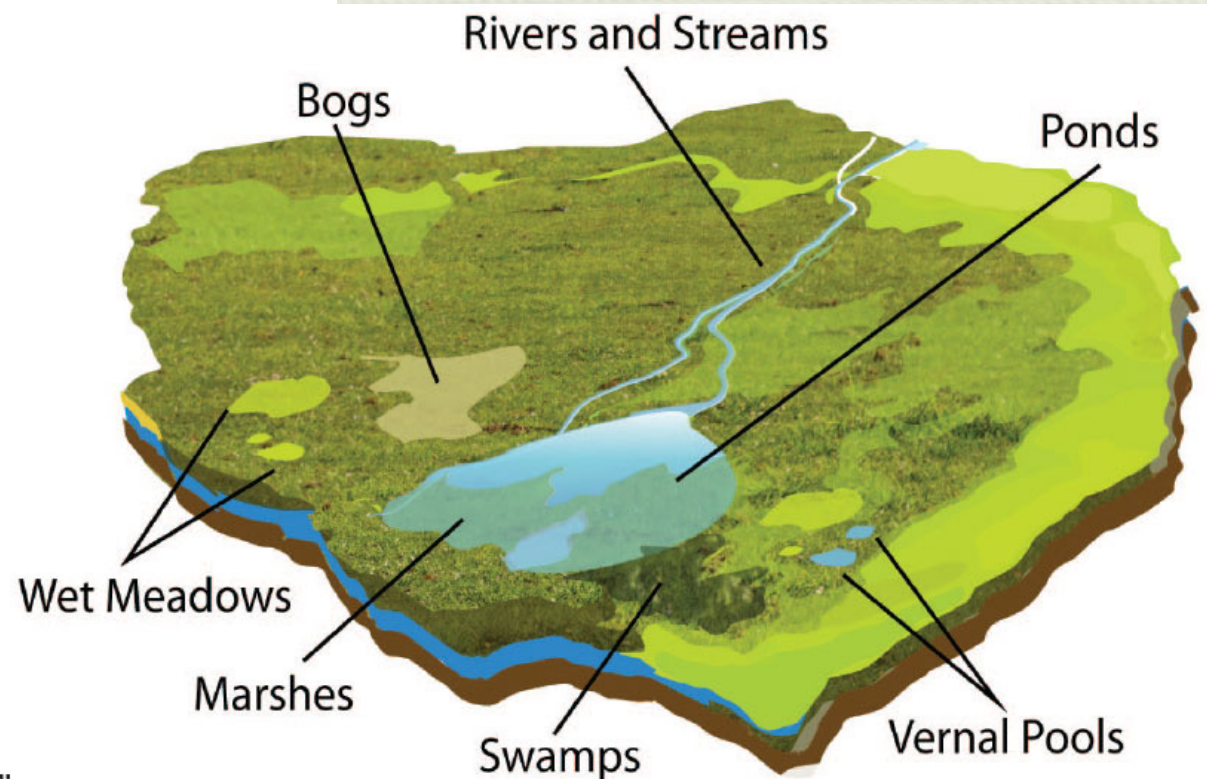 Rivers and Streams
Bogs
Ponds
Wet Meadows
Marshes
Swamps
Vernal Pools